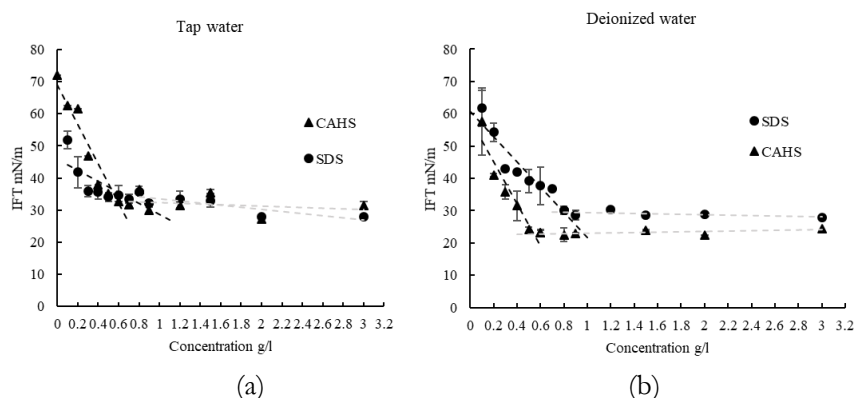 Tap water
80
70
60
50
40
30
20
10
0
IFT mN/m
CAHS
SDS
0 0.2 0.4 0.6 0.8 1 1.2 1.4 1.6 1.8 2 2.2 2.4 2.6 2.8 3 3.2
Concentration g/l
(a)
Deionized water
80
70
60
50
40
30
20
10
0
IFT mN/m
SDS
CAHS
0 0.2 0.4 0.6 0.8 1 1.2 1.4 1.6 1.8 2 2.2 2.4 2.6 2.8 3 3.2
Concentration g/l
(b)